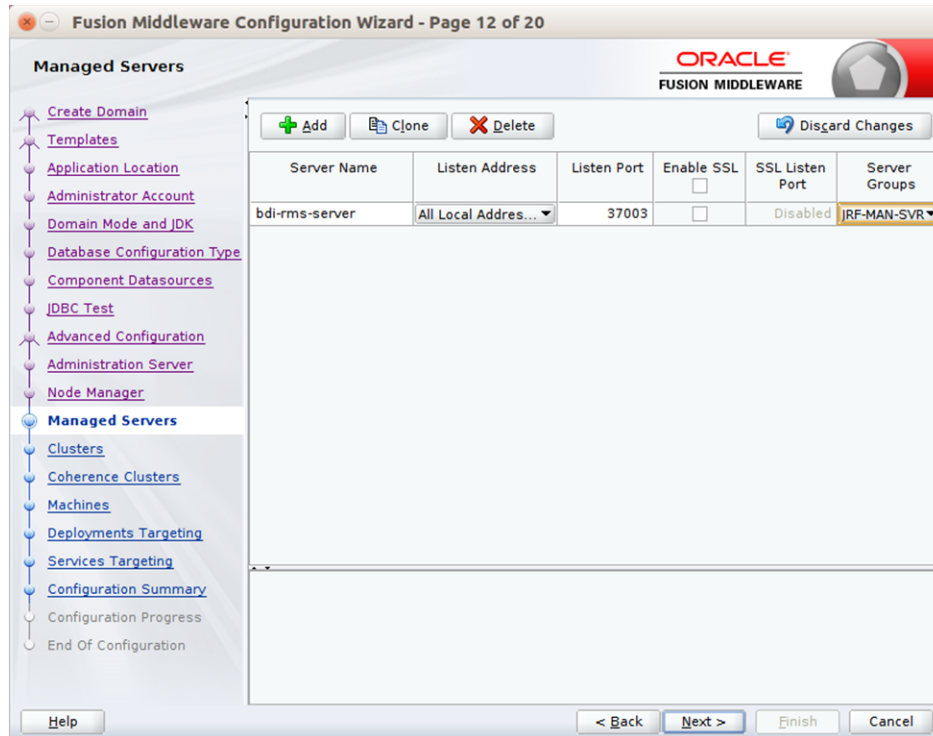 Fusion Middleware Configuration Wizard - Page 12 of 20
Managed Servers
ORACLE
FUSION MIDDLEWARE
Create Domain
Templates
Application Location
Administrator Account
Domain Mode and JDK
Database Configuration Type
Component Datasources
JDBC Test
Advanced Configuration
Administration Server
Node Manager
Managed Servers
Clusters
Coherence Clusters
Machines
Deployments Targeting
Services Targeting
Configuration Summary
Configuration Progress
End Of Configuration
Add Clone Delete Discard Changes
Server Name Listen Address Listen Port Enable SSL SSL Listen Port Server Groups
bdi-rms-server All Local Addres... 37003 Disabled JRF-MAN-SVR
Help < Back Next > Finish Cancel